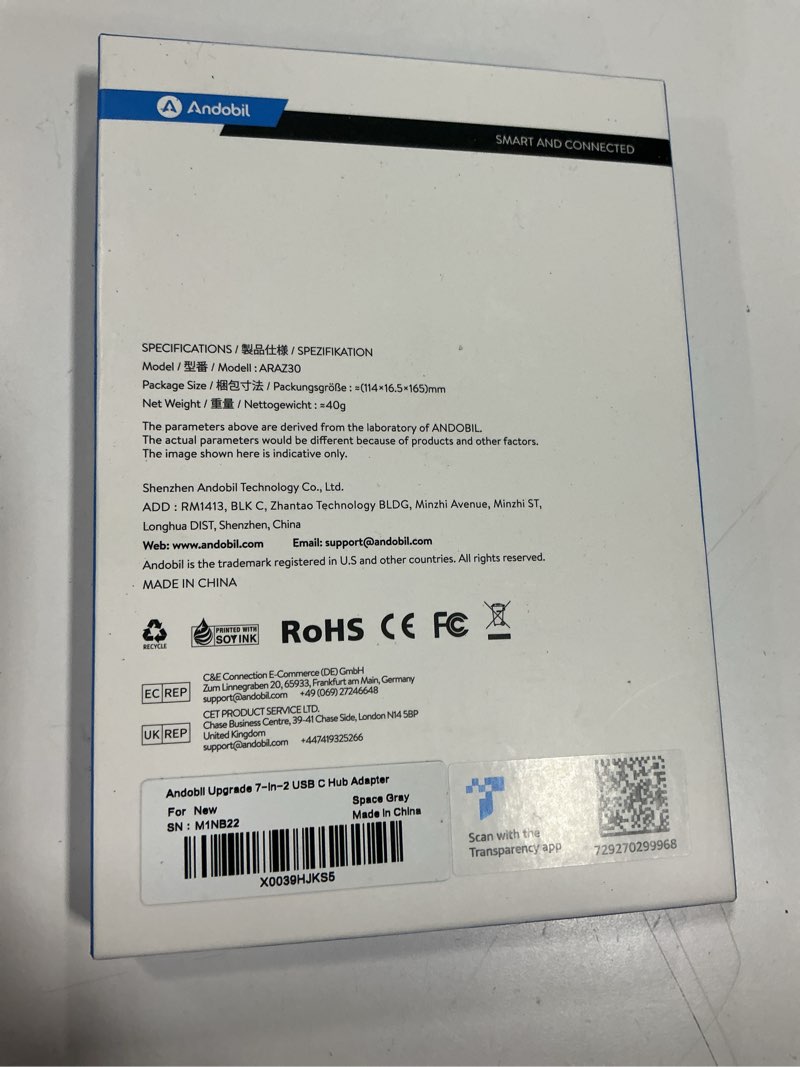 Andobil
SMART AND CONNECTED
SPECIFICATIONS / 製品仕様 / SPEZIFIKATION
Model / 型番 / Modell : ARAZ30
Package Size / 梱包寸法 / Packungsgröße : ≈(114×16.5×165)mm
Net Weight / 重量 / Nettogewicht : ≈40g
The parameters above are derived from the laboratory of ANDOBIL.
The actual parameters would be different because of products and other factors.
The image shown here is indicative only.
Shenzhen Andobil Technology Co., Ltd.
ADD : RM1413, BLK C, Zhantao Technology BLDG, Minzhi Avenue, Minzhi ST,
Longhua DIST, Shenzhen, China
Web: www.andobil.com Email: support@andobil.com
Andobil is the trademark registered in U.S and other countries. All rights reserved.
MADE IN CHINA
RECYCLE
PRINTED WITH
SOY INK
RoHS CE FC
EC REP
C&E Connection E-Commerce (DE) GmbH
Zum Linnegraben 20, 65933, Frankfurt am Main, Germany
support@andobil.com +49 (069) 27246648
UK REP
CET PRODUCT SERVICE LTD.
Chase Business Centre, 39-41 Chase Side, London N14 5BP
United Kingdom
support@andobil.com +447419325266
Andobil Upgrade 7-in-2 USB C Hub Adapter
For New Space Gray
SN : M1NB22 Made in China
X0039HJKS5
Scan with the
Transparency app
729270299968